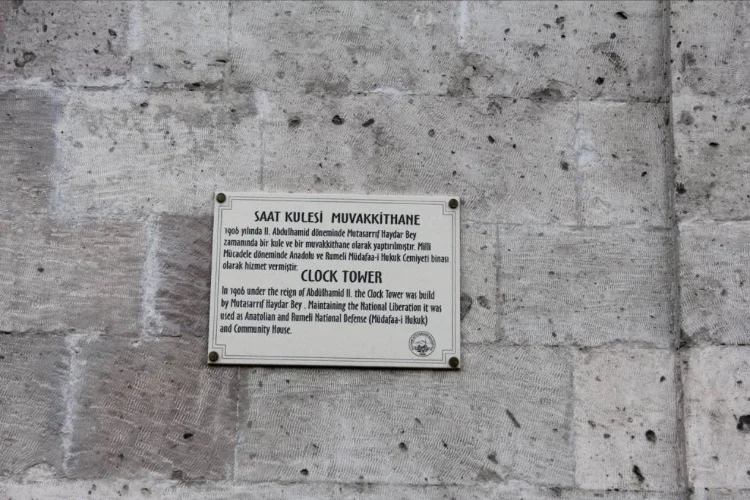 SAAT KULESİ MUVAKKİTHANE
1906 yılında II. Abdulhamid döneminde Mutasarrıf Haydar Bey
zamanında bir kule ve bir muvakkithane olarak yaptırılmıştır. Milli
Mücadele döneminde Anadolu ve Rumeli Müdafaa-i Hukuk Cemiyeti binası
olarak hizmet vermiştir.
CLOCK TOWER
In 1906 under the reign of Abdülhamid II. the Clock Tower was build
by Mutasarrıf Haydar Bey . Maintaining the National Liberation it was
used as Anatolian and Rumeli National Defense (Müdafaa-i Hukuk)
and Community House.